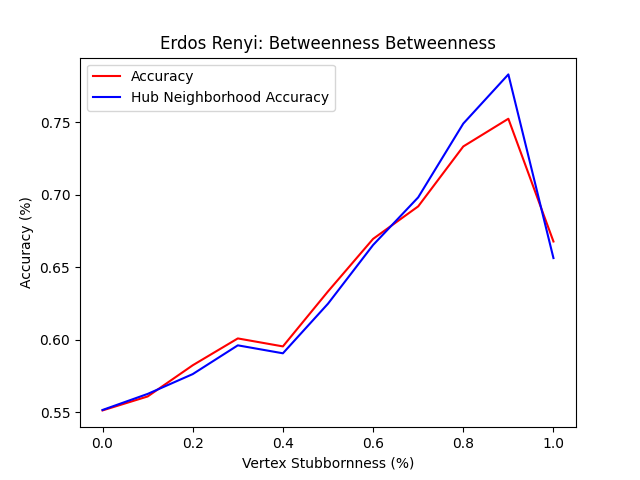 Erdos Renyi: Betweenness Betweenness
Accuracy
Hub Neighborhood Accuracy
Accuracy (%)
0.75
0.70
0.65
0.60
0.55
0.0 0.2 0.4 0.6 0.8 1.0
Vertex Stubbornness (%)